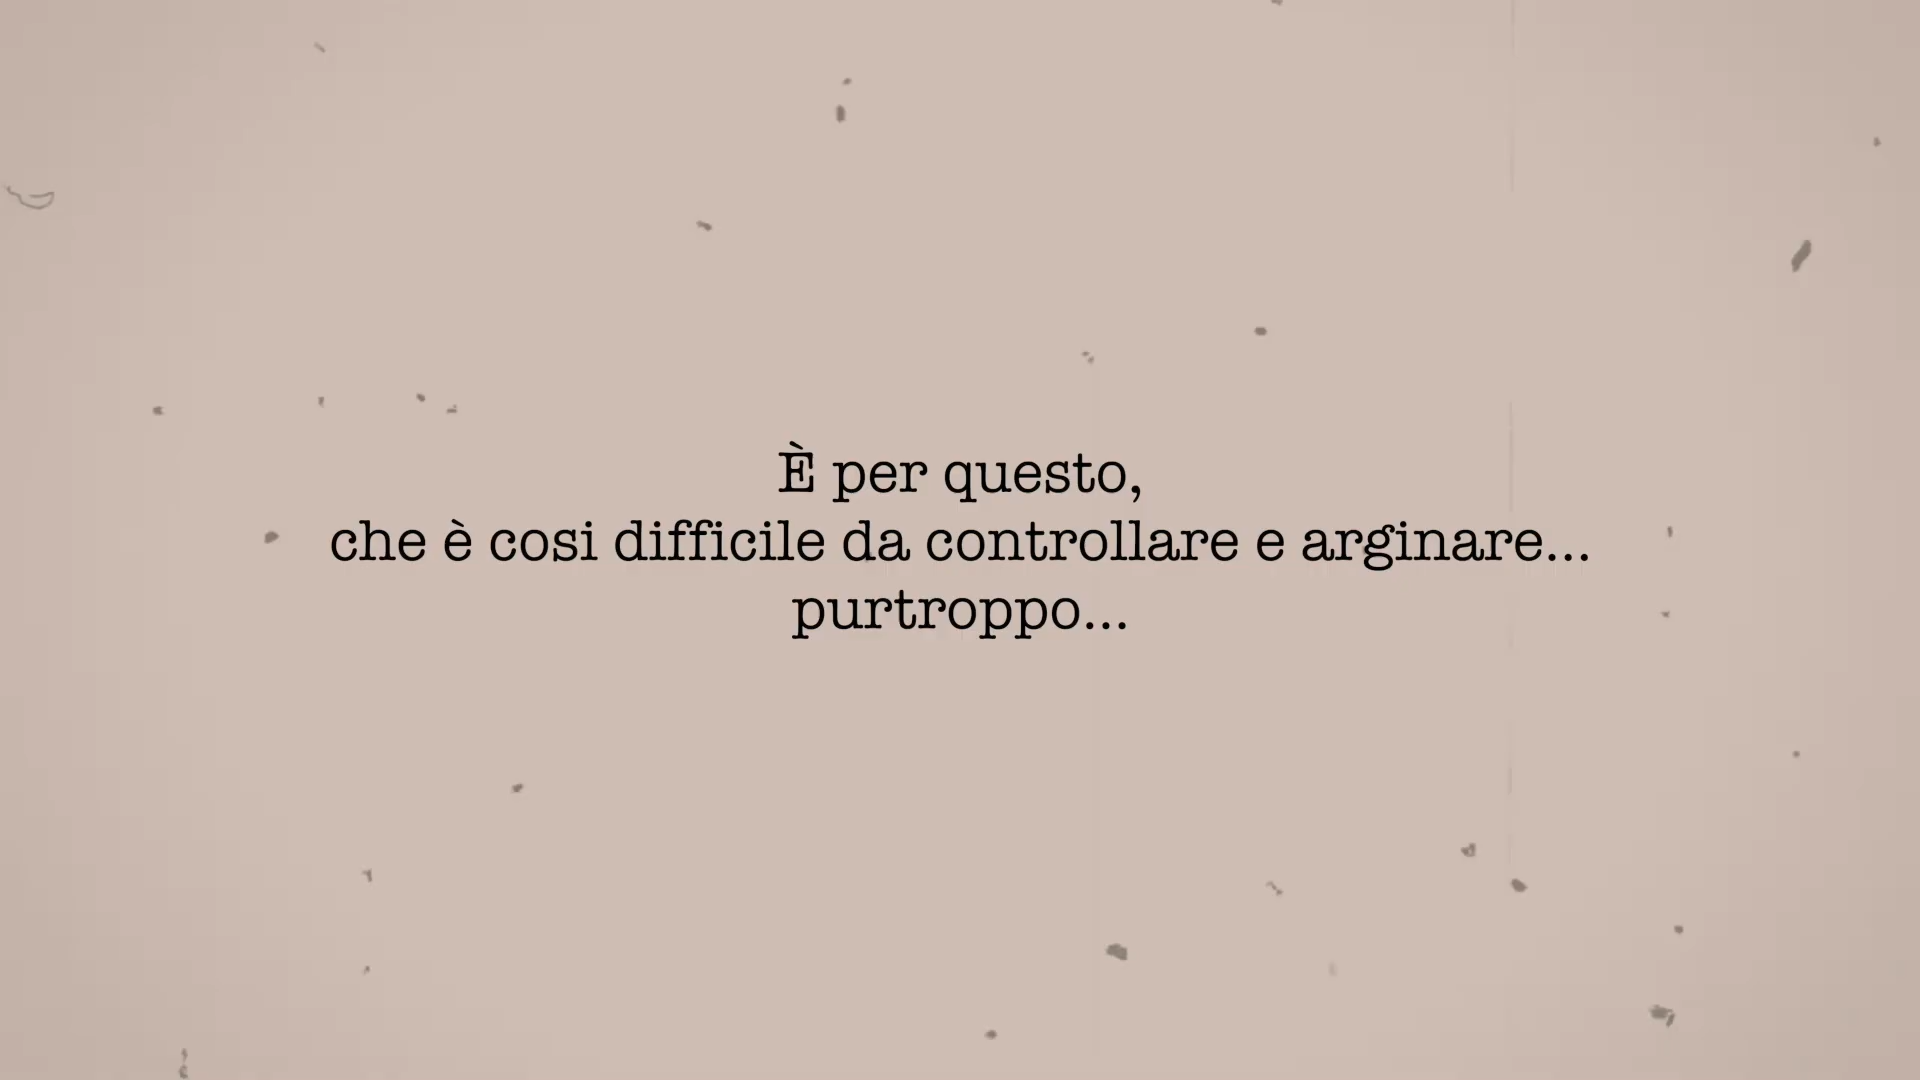 È per questo,
che è cosi difficile da controllare e arginare...
purtroppo...